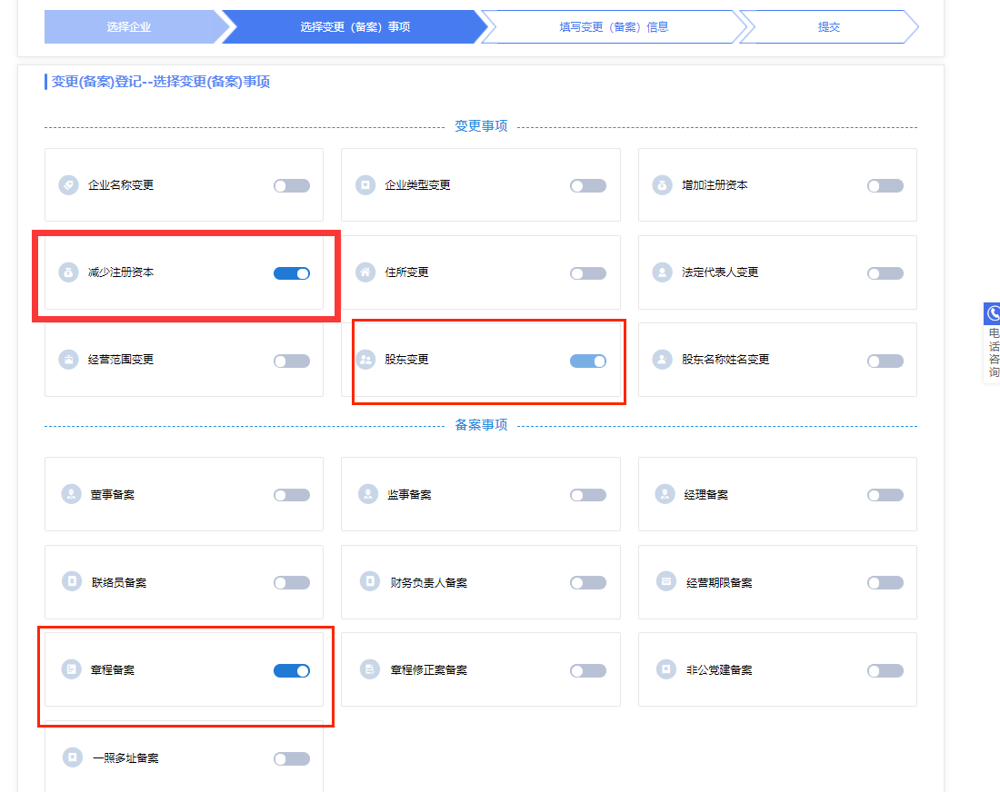 选择企业
选择变更（备案）事项
填写变更（备案）信息
提交
变更(备案)登记--选择变更(备案)事项
变更事项
企业名称变更
企业类型变更
增加注册资本
减少注册资本
住所变更
法定代表人变更
经营范围变更
股东变更
股东名称姓名变更
备案事项
董事备案
监事备案
经理备案
联络员备案
财务负责人备案
经营期限备案
章程备案
章程修正案备案
非公党建备案
一照多址备案
电话咨询